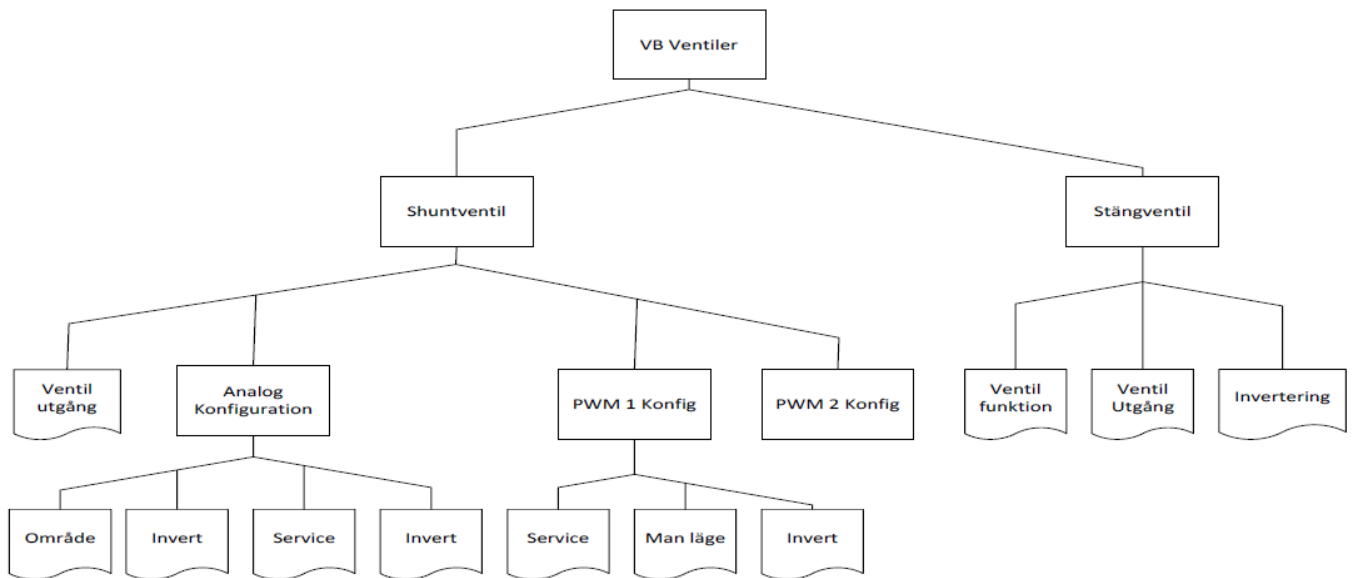 VB Ventiler
Shuntventil
Stängventil
Ventil
utgång
Analog
Konfiguration
PWM 1 Konfig
PWM 2 Konfig
Ventil
funktion
Ventil
Utgång
Invertering
Område
Invert
Service
Invert
Service
Man läge
Invert